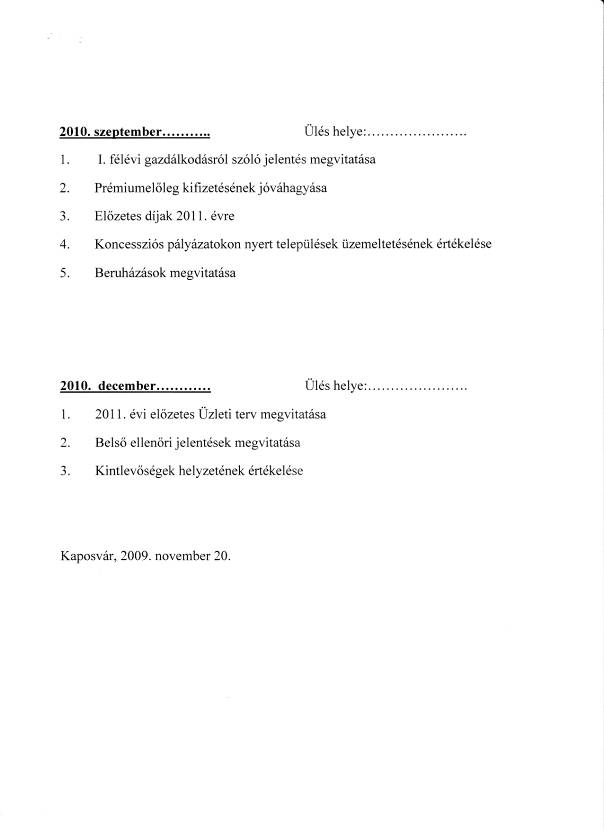 2010. szeptember........... Ülés helye:......................
1. I. félévi gazdálkodásról szóló jelentés megvitatása
2. Prémiumelőleg kifizetésének jóváhagyása
3. Előzetes díjak 2011. évre
4. Koncessziós pályázatokon nyert települések üzemeltetésének értékelése
5. Beruházások megvitatása
2010. december............ Ülés helye:......................
1. 2011. évi előzetes Üzleti terv megvitatása
2. Belső ellenőri jelentések megvitatása
3. Kintlevőségek helyzetének értékelése
Kaposvár, 2009. november 20.